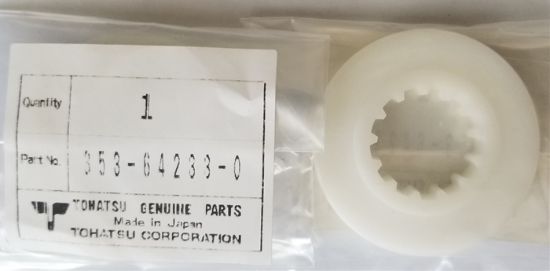 Quantity 1
Part No. 353-64233-0
TOHATSU GENUINE PARTS
Made in Japan
TOHATSU CORPORATION